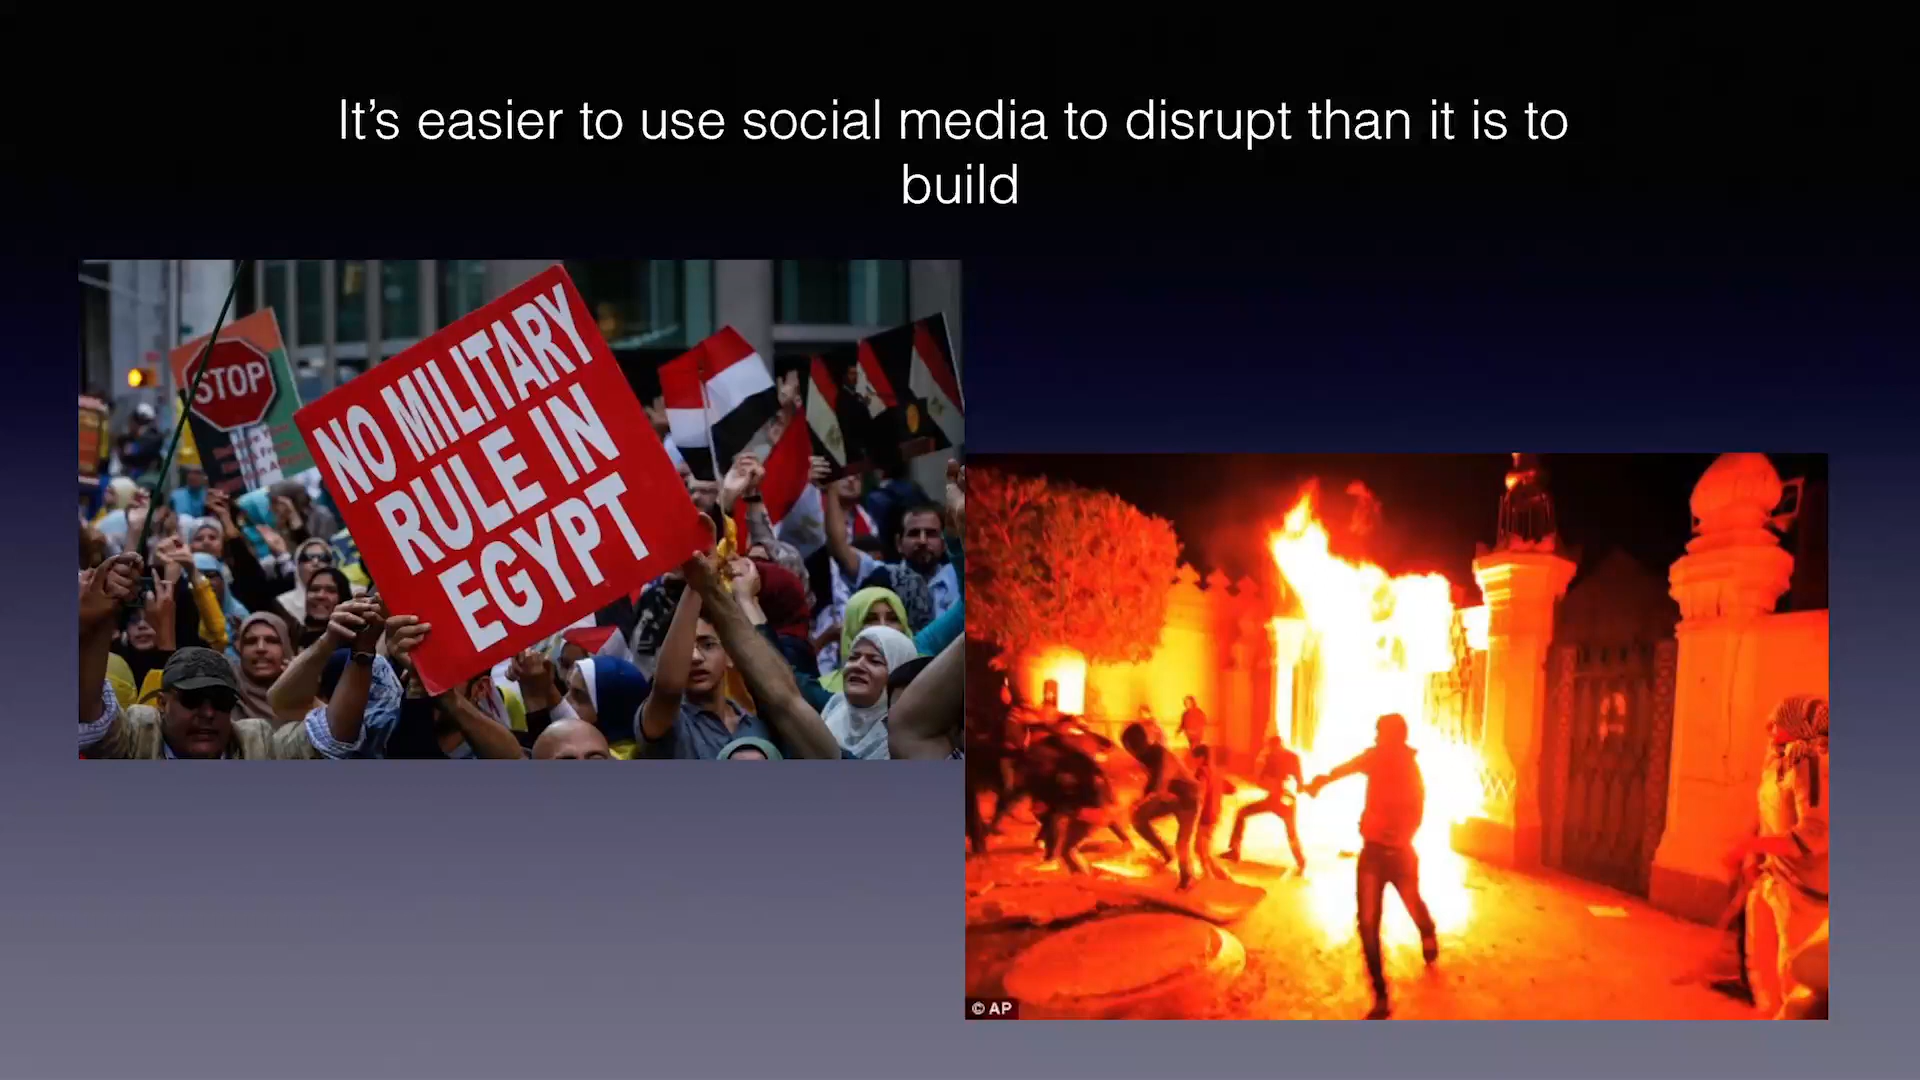 It’s easier to use social media to disrupt than it is to
build
STOP
NO MILITARY
RULE IN
EGYPT
© AP